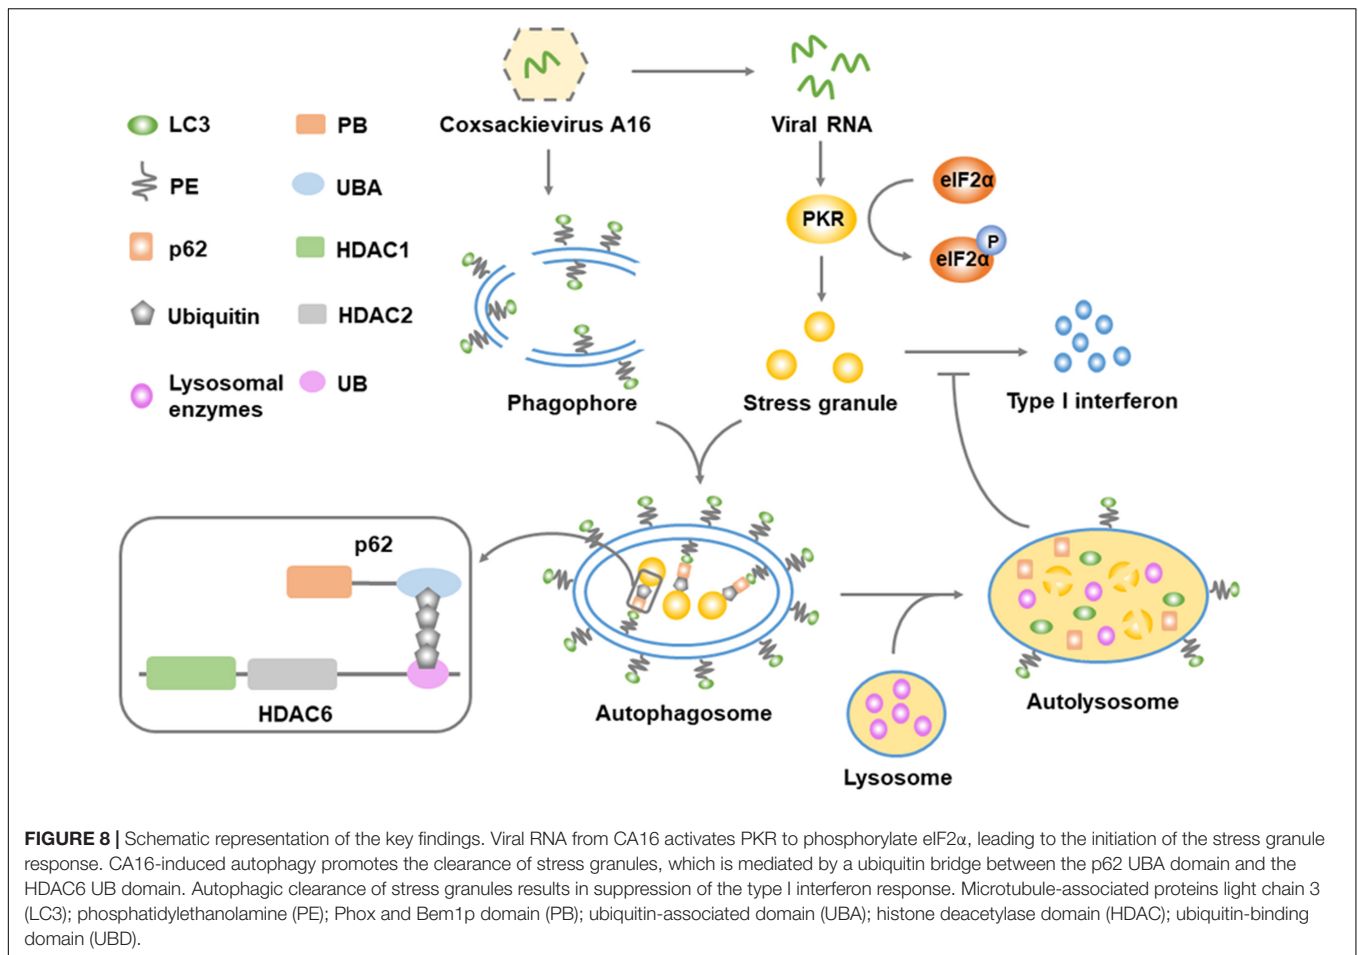 Coxsackievirus A16
Viral RNA
LC3
PB
PE
UBA
p62
HDAC1
Ubiquitin
HDAC2
Lysosomal
enzymes
UB
PKR
eIF2α
eIF2α
P
Phagophore
Stress granule
Type I interferon
p62
HDAC6
Autophagosome
Lysosome
Autolysosome
FIGURE 8 | Schematic representation of the key findings. Viral RNA from CA16 activates PKR to phosphorylate eIF2α, leading to the initiation of the stress granule
response. CA16-induced autophagy promotes the clearance of stress granules, which is mediated by a ubiquitin bridge between the p62 UBA domain and the
HDAC6 UB domain. Autophagic clearance of stress granules results in suppression of the type I interferon response. Microtubule-associated proteins light chain 3
(LC3); phosphatidylethanolamine (PE); Phox and Bem1p domain (PB); ubiquitin-associated domain (UBA); histone deacetylase domain (HDAC); ubiquitin-binding
domain (UBD).